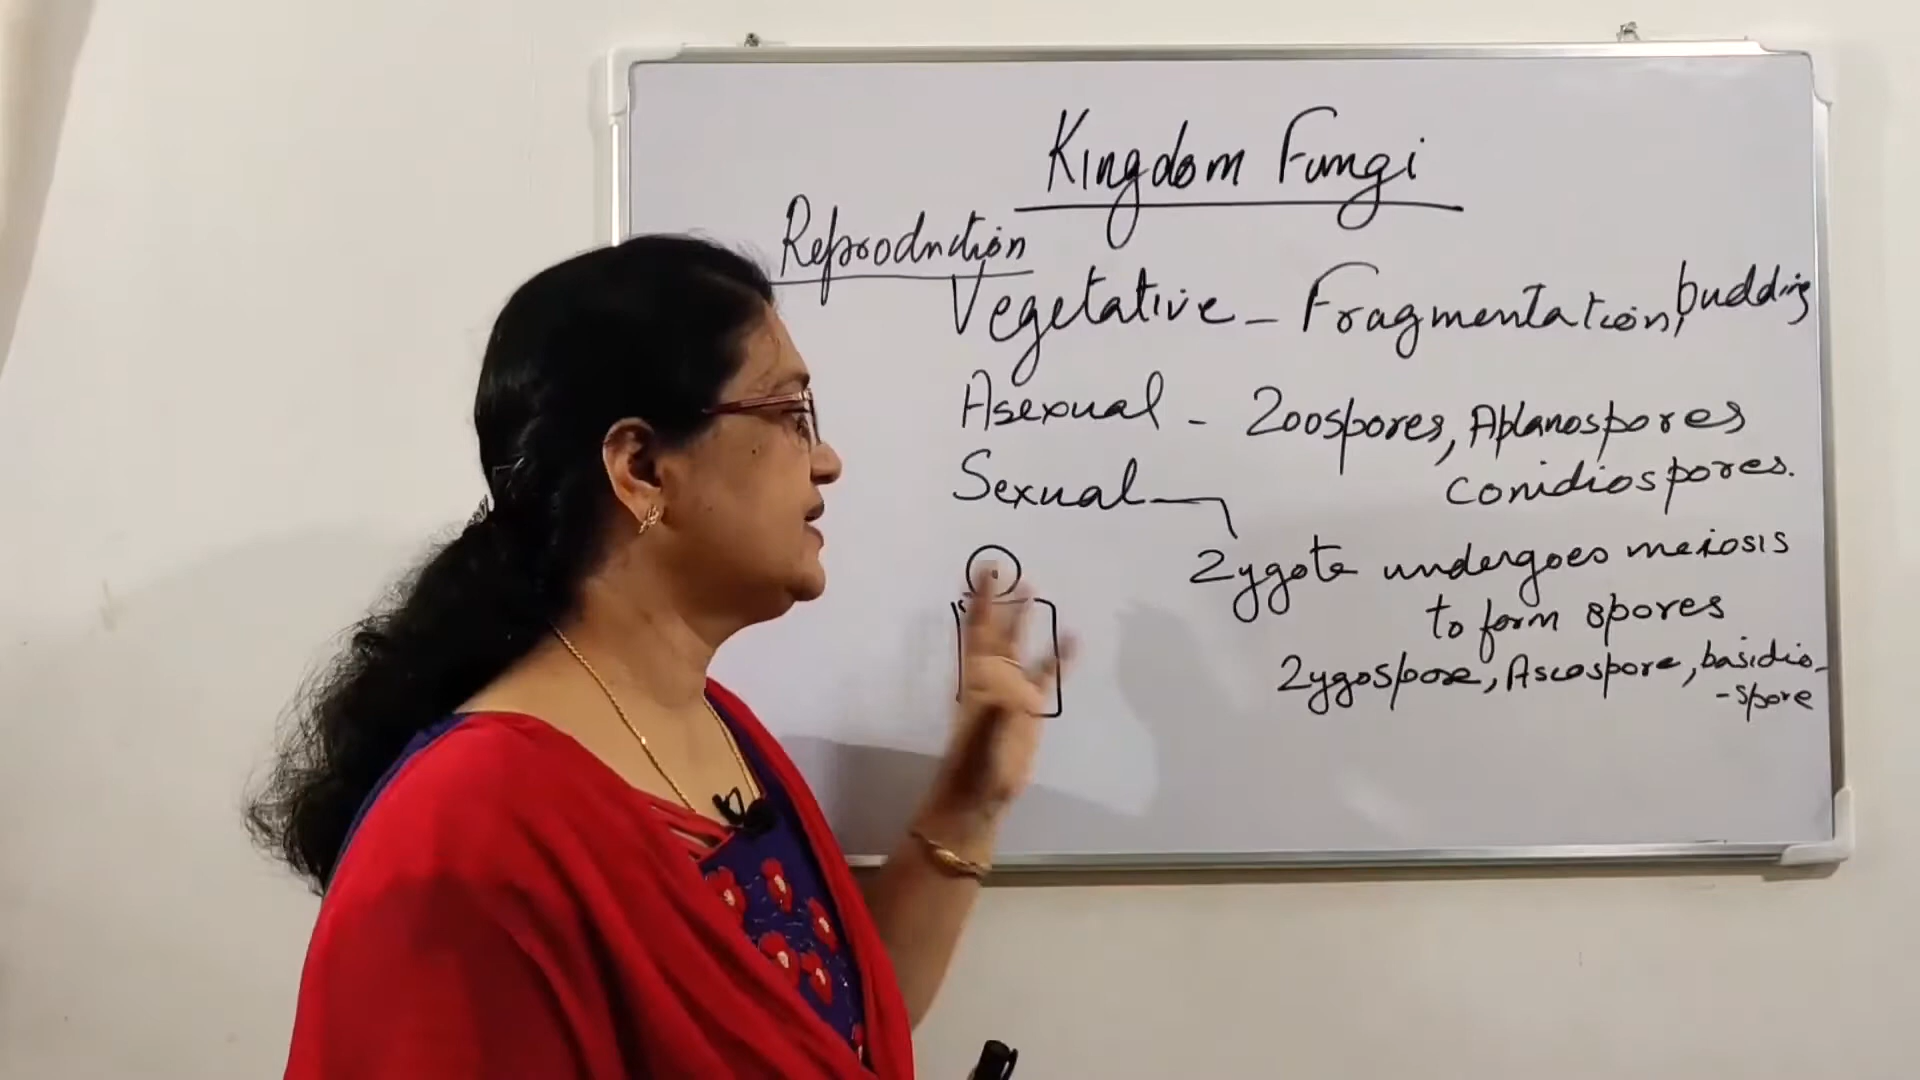 Kingdom Fungi
Reproduction
Vegetative - Fragmentation, budding
Asexual - Zoospores, Aplanospores
conidiospores.
Sexual
Zygote undergoes meiosis
to form spores
Zygospore, Ascospore, basidio-
-spore